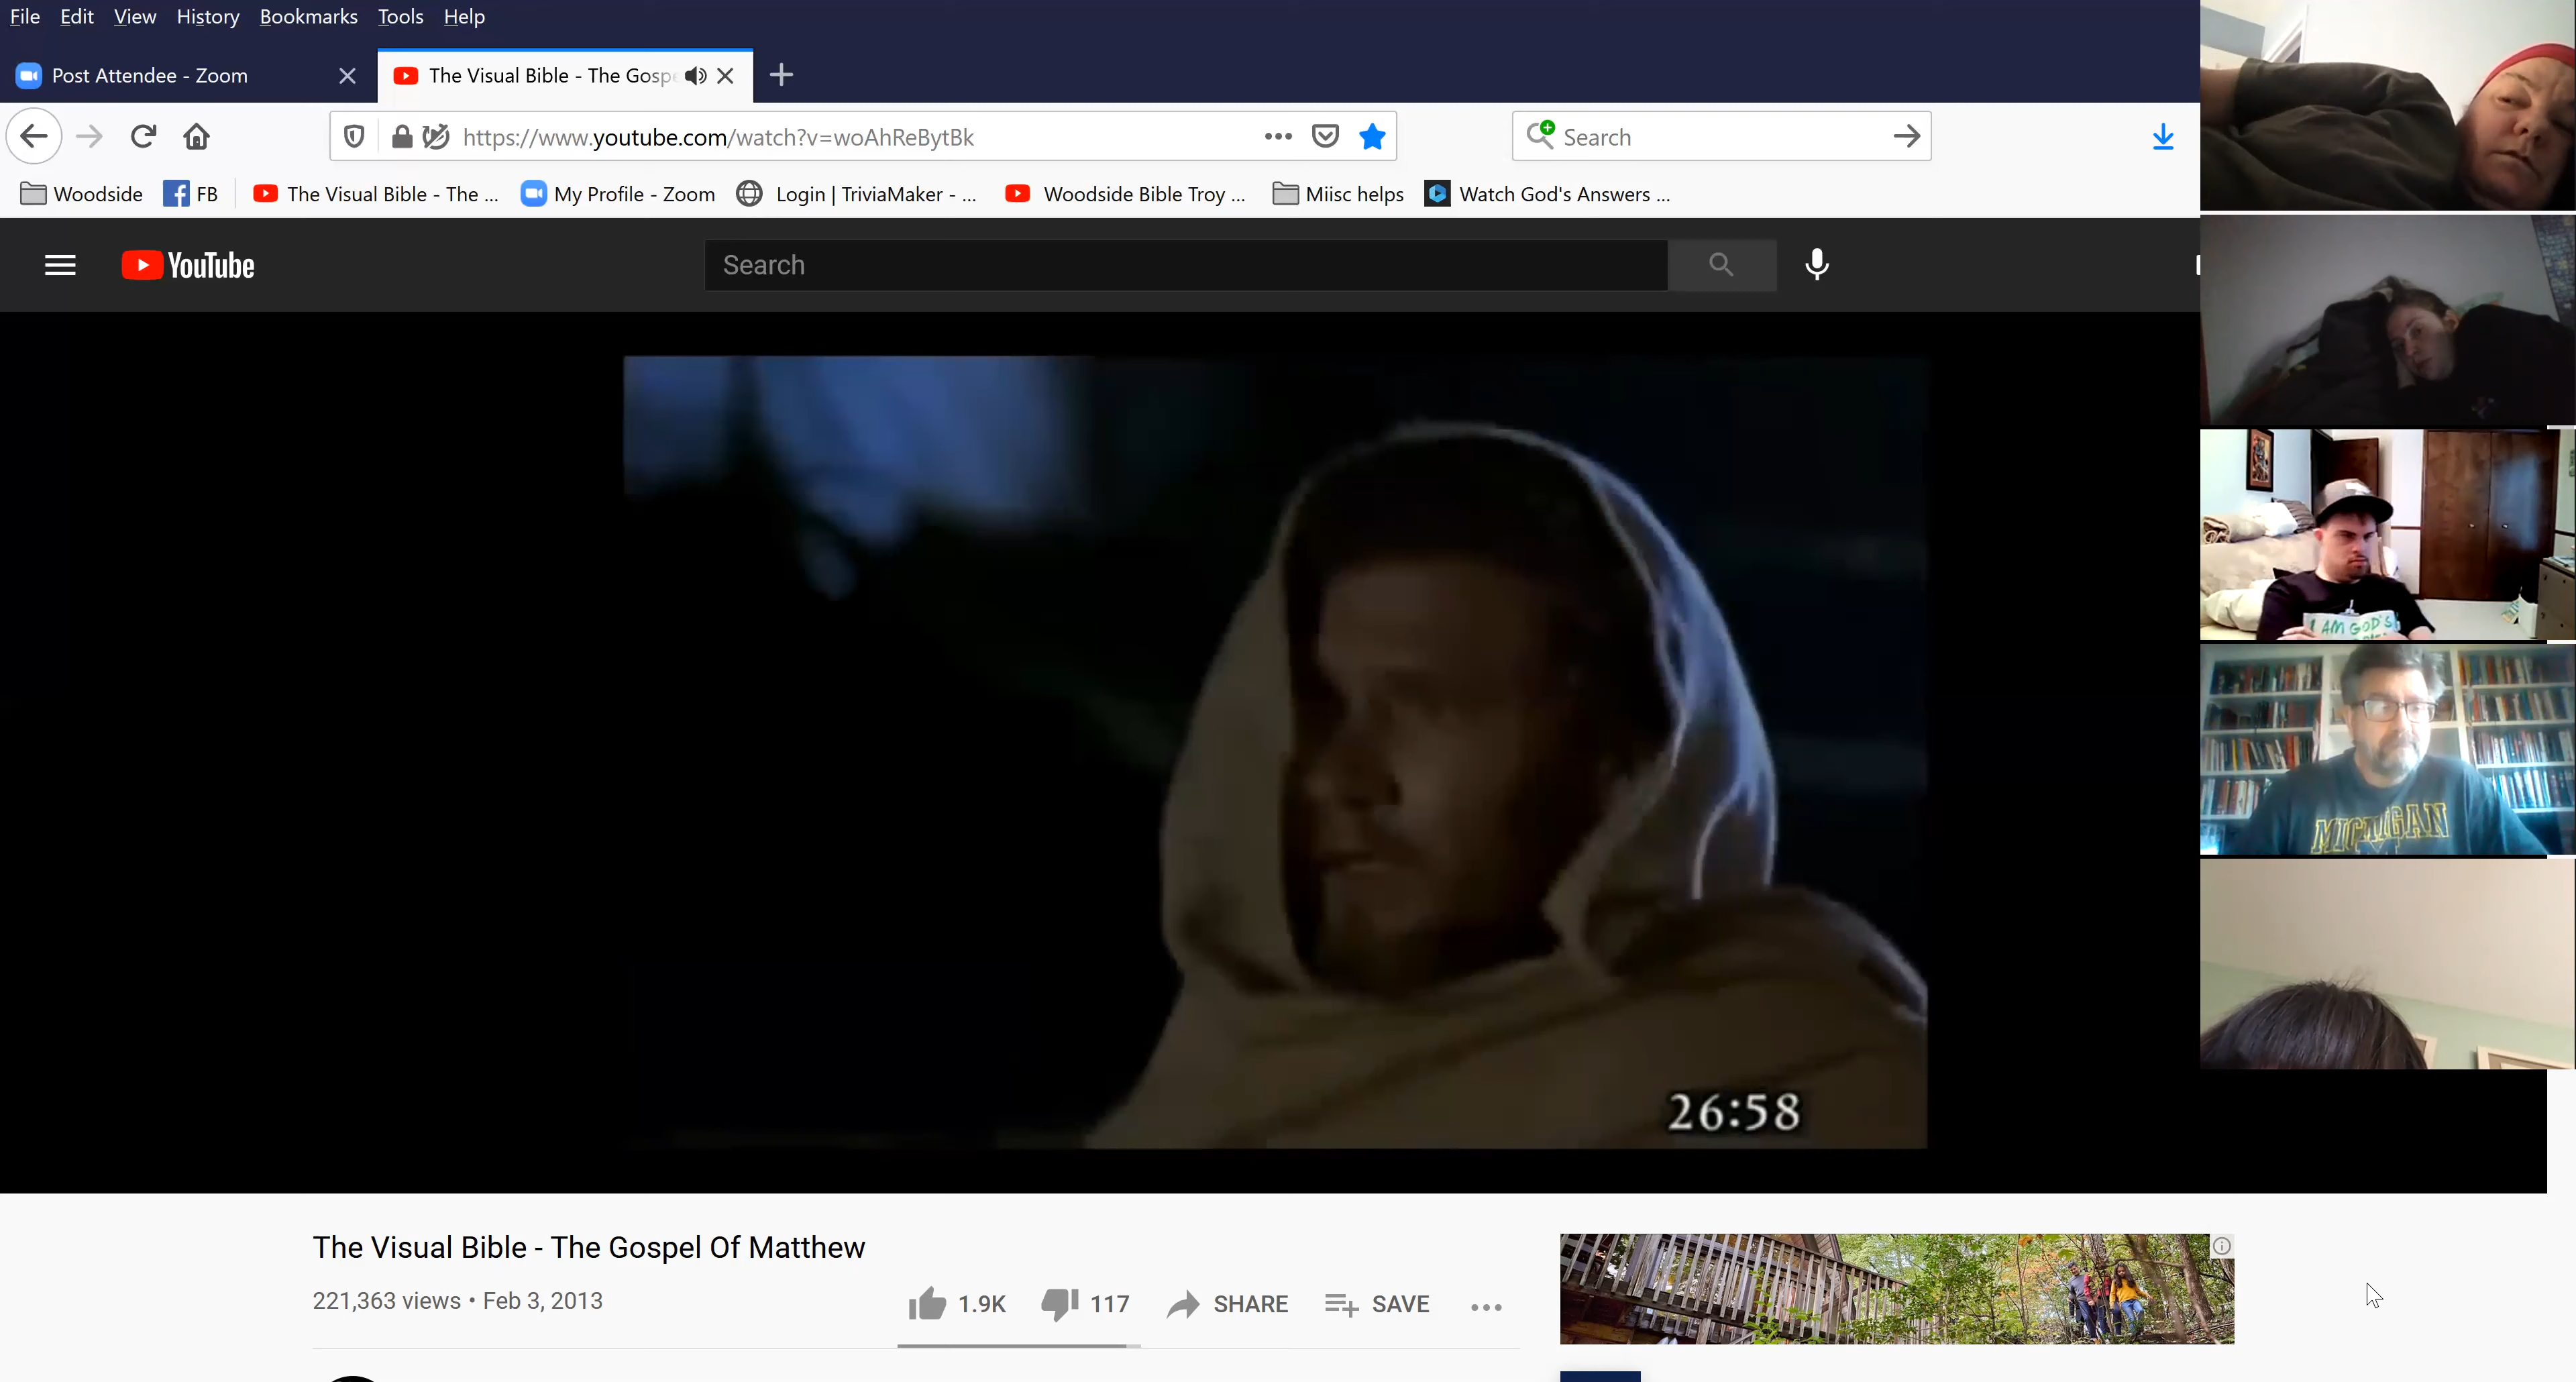 File Edit View History Bookmarks Tools Help
Post Attendee - Zoom
The Visual Bible - The Gosp
https://www.youtube.com/watch?v=woAhReBytBk
Search
Woodside
FB
The Visual Bible - The ...
My Profile - Zoom
Login | TriviaMaker - ...
Woodside Bible Troy ...
Miisc helps
Watch God's Answers ...
YouTube
Search
I AM GOD'S
MICHIGAN
26:58
The Visual Bible - The Gospel Of Matthew
221,363 views • Feb 3, 2013
1.9K
117
SHARE
SAVE